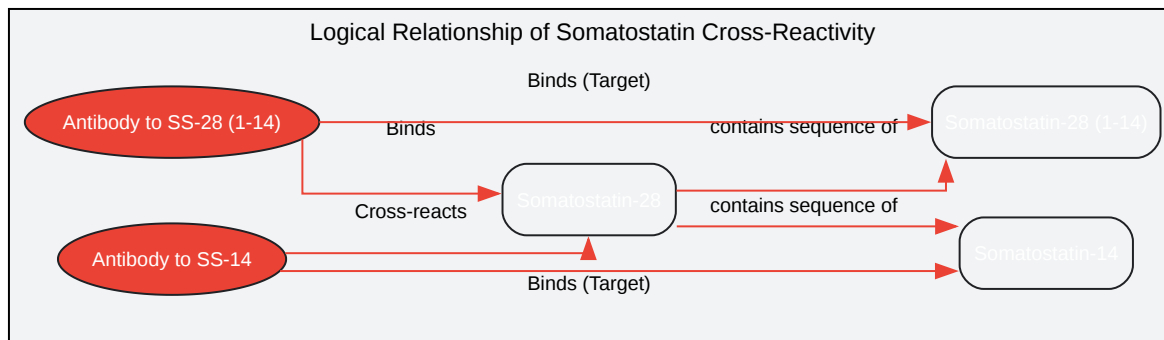 Logical Relationship of Somatostatin Cross-Reactivity
Binds (Target)
Antibody to SS-28 (1-14)
Binds
contains sequence of
Somatostatin-28 (1-14)
Somatostatin-28
Cross-reacts
contains sequence of
Antibody to SS-14
Somatostatin-14
Binds (Target)